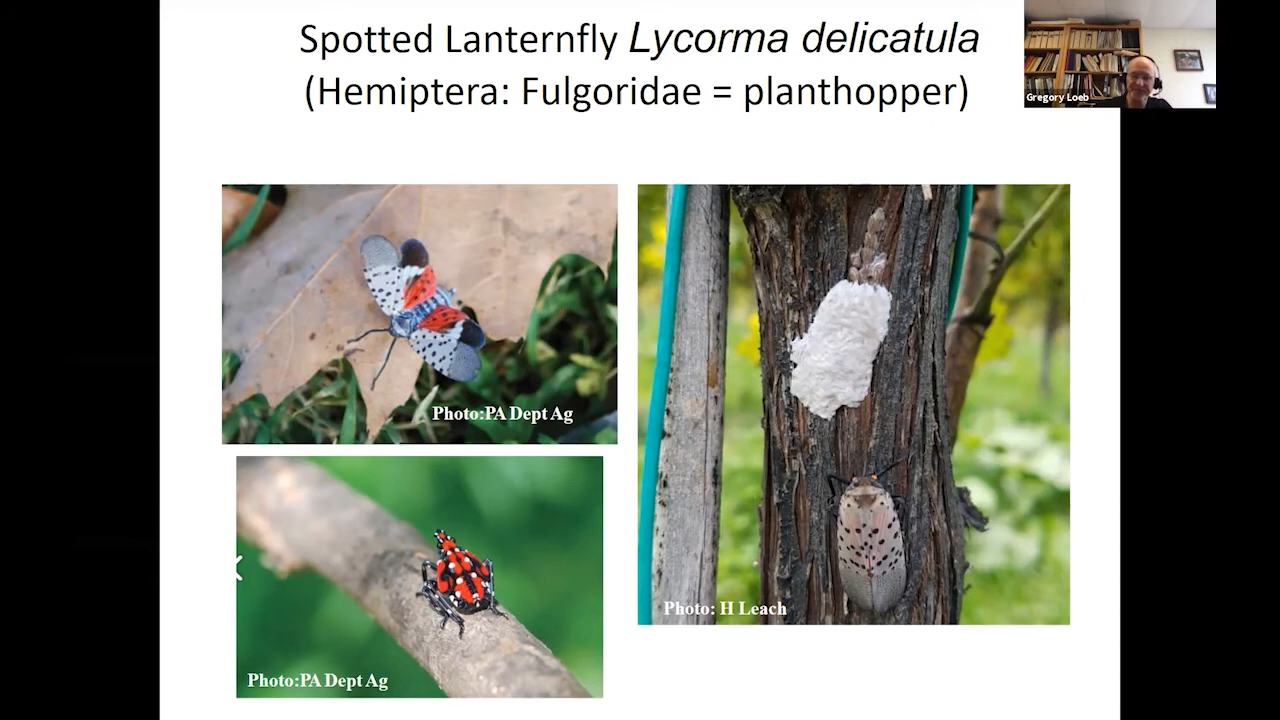 Spotted Lanternfly Lycorma delicatula
(Hemiptera: Fulgoridae = planthopper)
Gregory Loeb
Photo:PA Dept Ag
Photo: H Leach
Photo:PA Dept Ag